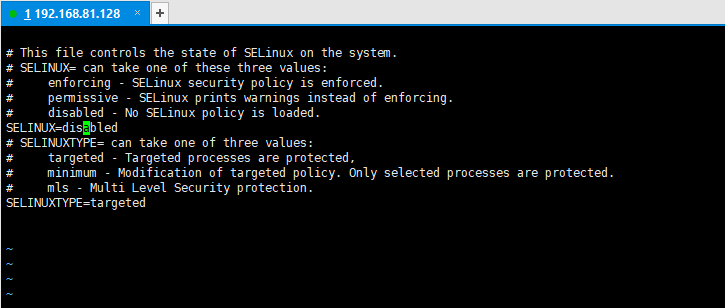 1 192.168.81.128 × +
# This file controls the state of SELinux on the system.
# SELINUX= can take one of these three values:
#     enforcing - SELinux security policy is enforced.
#     permissive - SELinux prints warnings instead of enforcing.
#     disabled - No SELinux policy is loaded.
SELINUX=disabled
# SELINUXTYPE= can take one of three values:
#     targeted - Targeted processes are protected,
#     minimum - Modification of targeted policy. Only selected processes are protected.
#     mls - Multi Level Security protection.
SELINUXTYPE=targeted
~
~
~
~